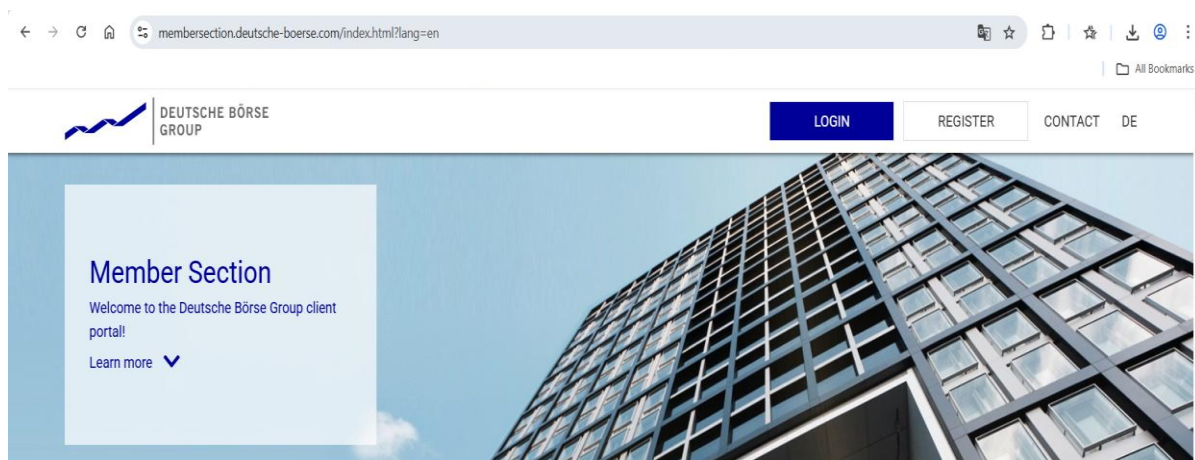 membersection.deutsche-boerse.com/index.html?lang=en
All Bookmarks
DEUTSCHE BÖRSE
GROUP
LOGIN
REGISTER
CONTACT
DE
Member Section
Welcome to the Deutsche Börse Group client
portal!
Learn more